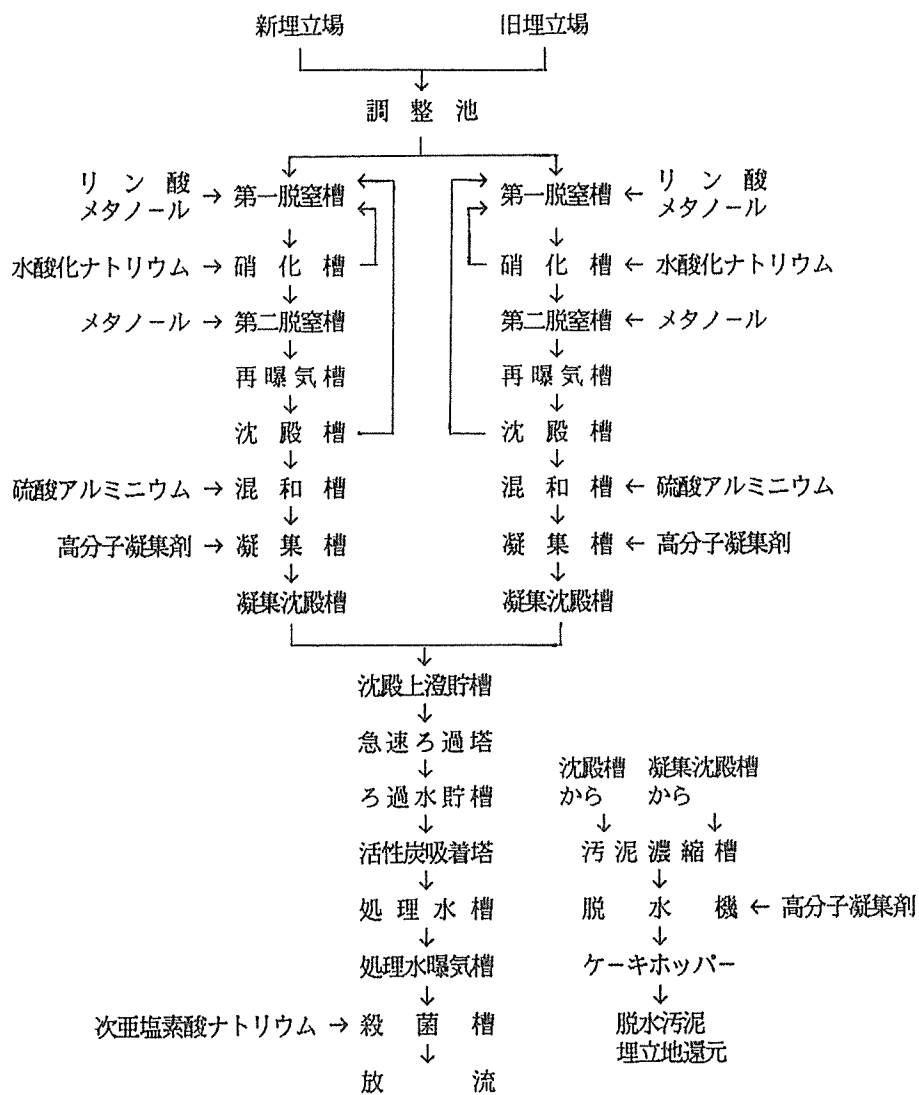 新埋立場 旧埋立場
調整池
リン酸 リン酸
メタノール → 第一脱窒槽 第一脱窒槽 ← メタノール
水酸化ナトリウム → 硝化槽 硝化槽 ← 水酸化ナトリウム
メタノール → 第二脱窒槽 第二脱窒槽 ← メタノール
再曝気槽 再曝気槽
沈殿槽 沈殿槽
硫酸アルミニウム → 混和槽 混和槽 ← 硫酸アルミニウム
高分子凝集剤 → 凝集槽 凝集槽 ← 高分子凝集剤
凝集沈殿槽 凝集沈殿槽
沈殿上澄貯槽
急速ろ過塔
ろ過水貯槽
活性炭吸着塔
処理水槽
処理水曝気槽
次亜塩素酸ナトリウム → 殺菌槽
放流
沈殿槽 凝集沈殿槽
から から
汚泥濃縮槽
脱水機 ← 高分子凝集剤
ケーキホッパー
脱水汚泥
埋立地還元